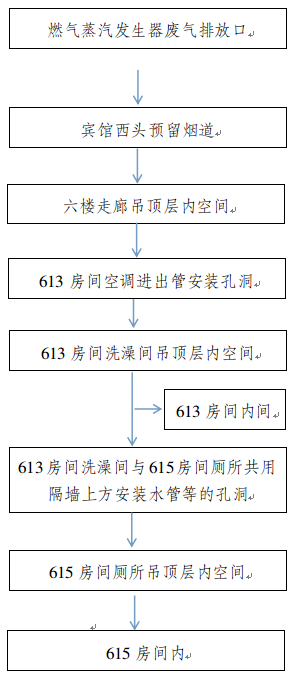 燃气蒸汽发生器废气排放口
宾馆西头预留烟道
六楼走廊吊顶层内空间
613 房间空调进出管安装孔洞
613 房间洗澡间吊顶层内空间
613 房间内间
613 房间洗澡间与 615 房间厕所共用
隔墙上方安装水管等的孔洞
615 房间厕所吊顶层内空间
615 房间内